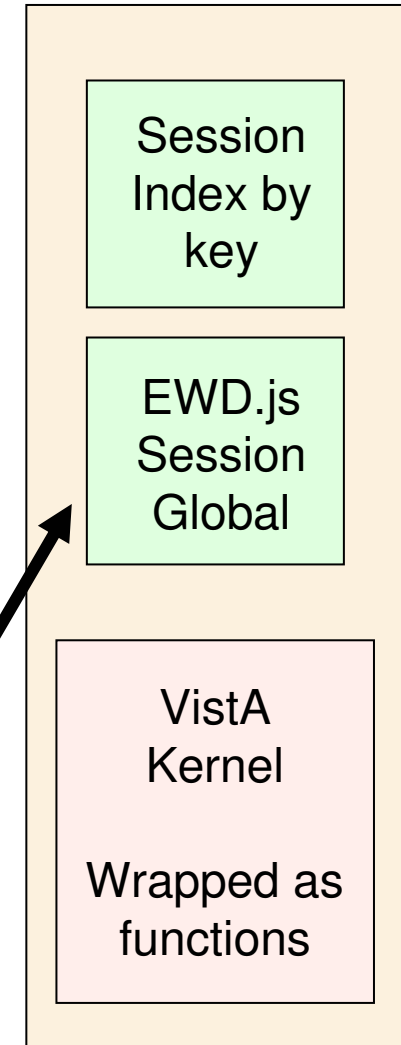 Session
Index by
key
EWD.js
Session
Global
VistA
Kernel
Wrapped as
functions